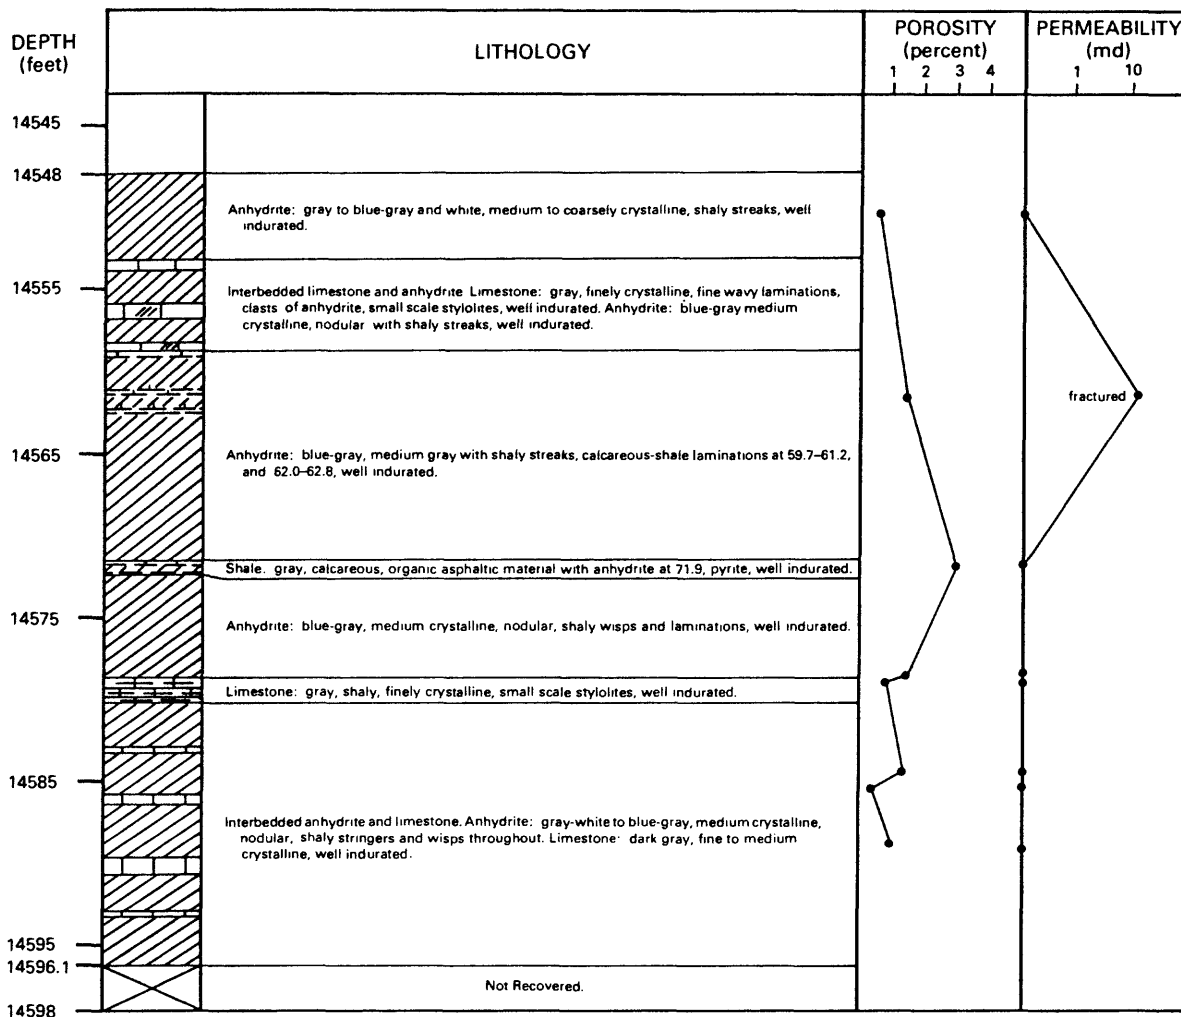 DEPTH
(feet)
LITHOLOGY
POROSITY
(percent)
1 2 3 4
PERMEABILITY
(md)
1 10
14545
14548
Anhydrite: gray to blue-gray and white, medium to coarsely crystalline, shaly streaks, well
indurated.
14555
Interbedded limestone and anhydrite Limestone: gray, finely crystalline, fine wavy laminations,
clasts of anhydrite, small scale stylolites, well indurated. Anhydrite: blue-gray medium
crystalline, nodular with shaly streaks, well indurated.
fractured
14565
Anhydrite: blue-gray, medium gray with shaly streaks, calcareous-shale laminations at 59.7–61.2,
and 62.0–62.8, well indurated.
Shale. gray, calcareous, organic asphaltic material with anhydrite at 71.9, pyrite, well indurated.
14575
Anhydrite: blue-gray, medium crystalline, nodular, shaly wisps and laminations, well indurated.
Limestone: gray, shaly, finely crystalline, small scale stylolites, well indurated.
14585
Interbedded anhydrite and limestone. Anhydrite: gray-white to blue-gray, medium crystalline,
nodular, shaly stringers and wisps throughout. Limestone: dark gray, fine to medium
crystalline, well indurated.
14595
14596.1
Not Recovered.
14598